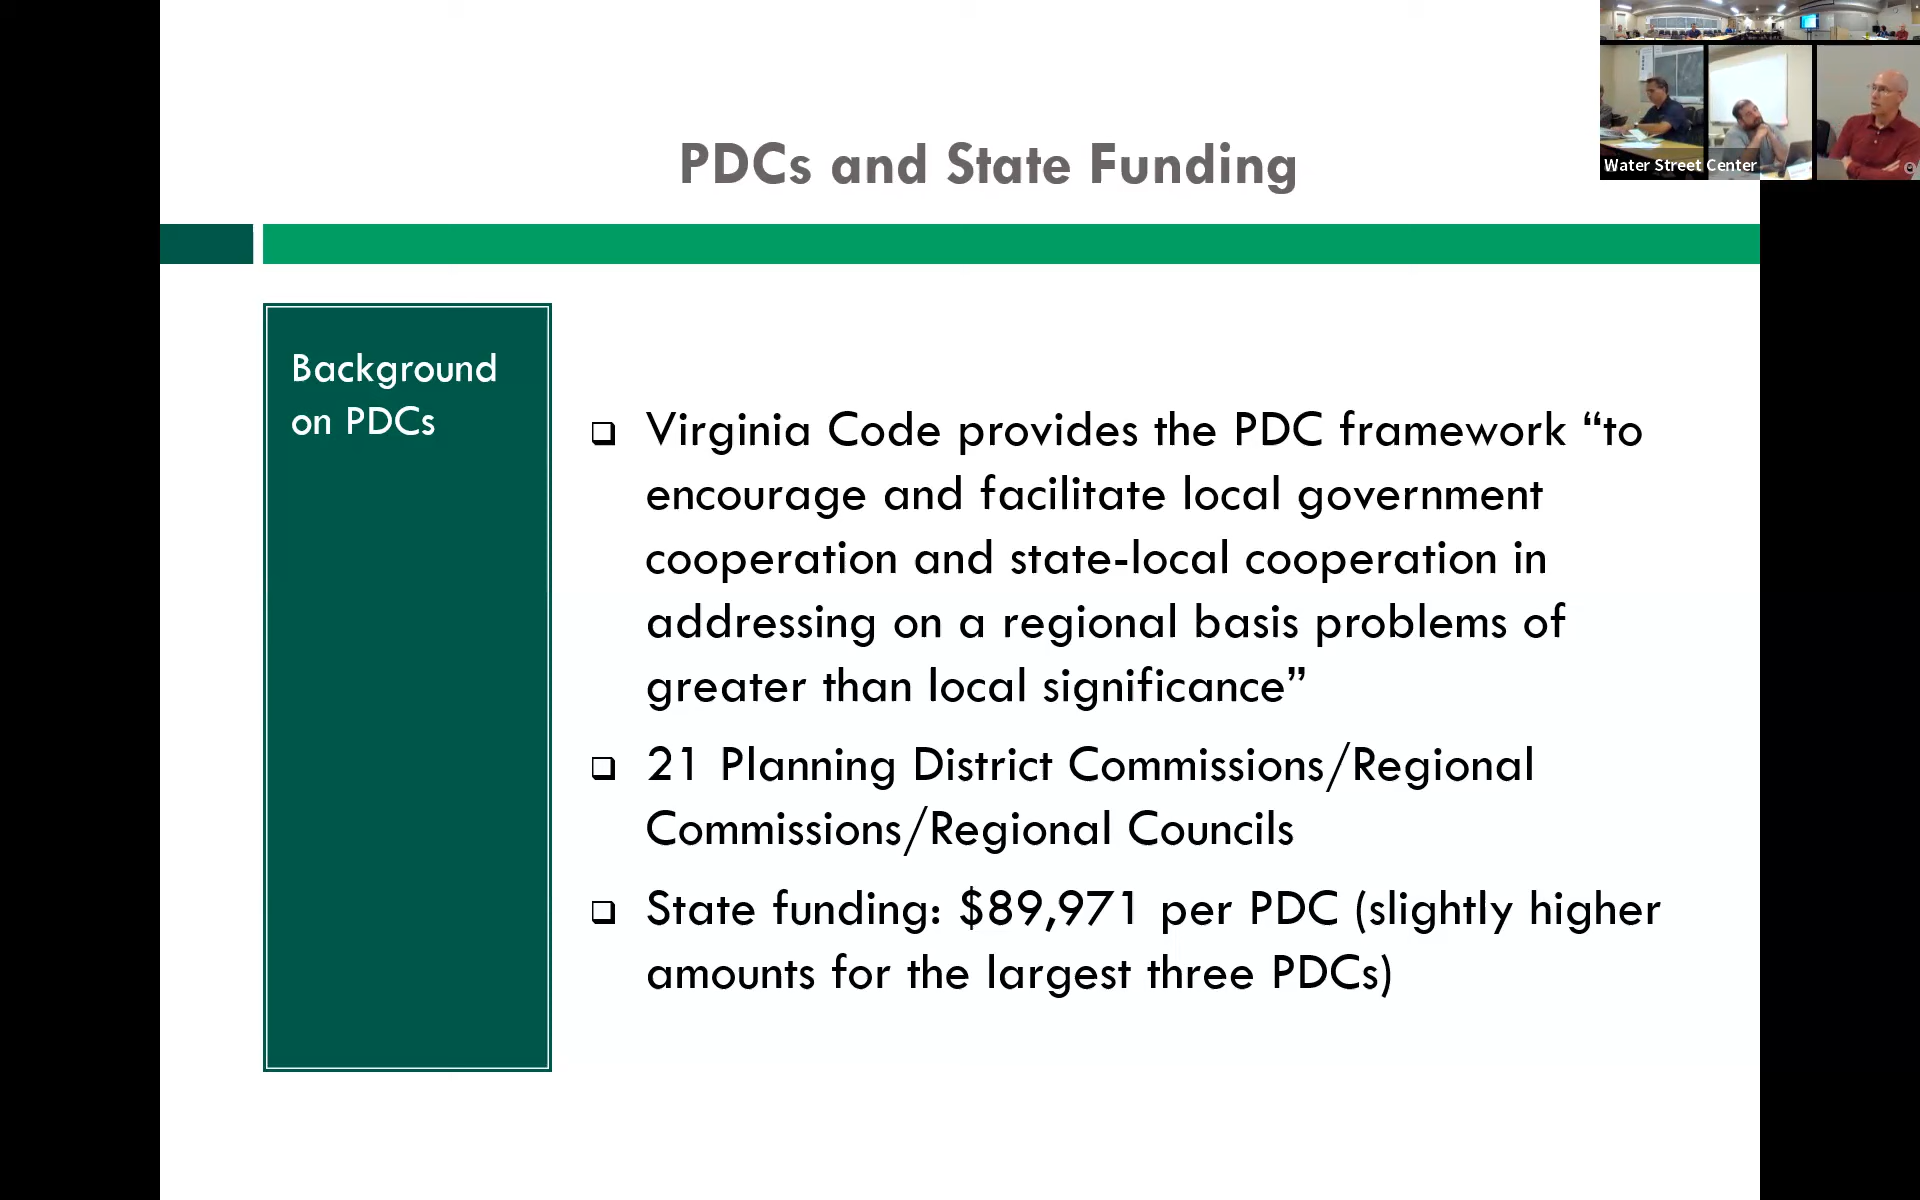 PDCs and State Funding
Water Street Center
Background
on PDCs
❑ Virginia Code provides the PDC framework “to
encourage and facilitate local government
cooperation and state-local cooperation in
addressing on a regional basis problems of
greater than local significance”
❑ 21 Planning District Commissions/Regional
Commissions/Regional Councils
❑ State funding: $89,971 per PDC (slightly higher
amounts for the largest three PDCs)